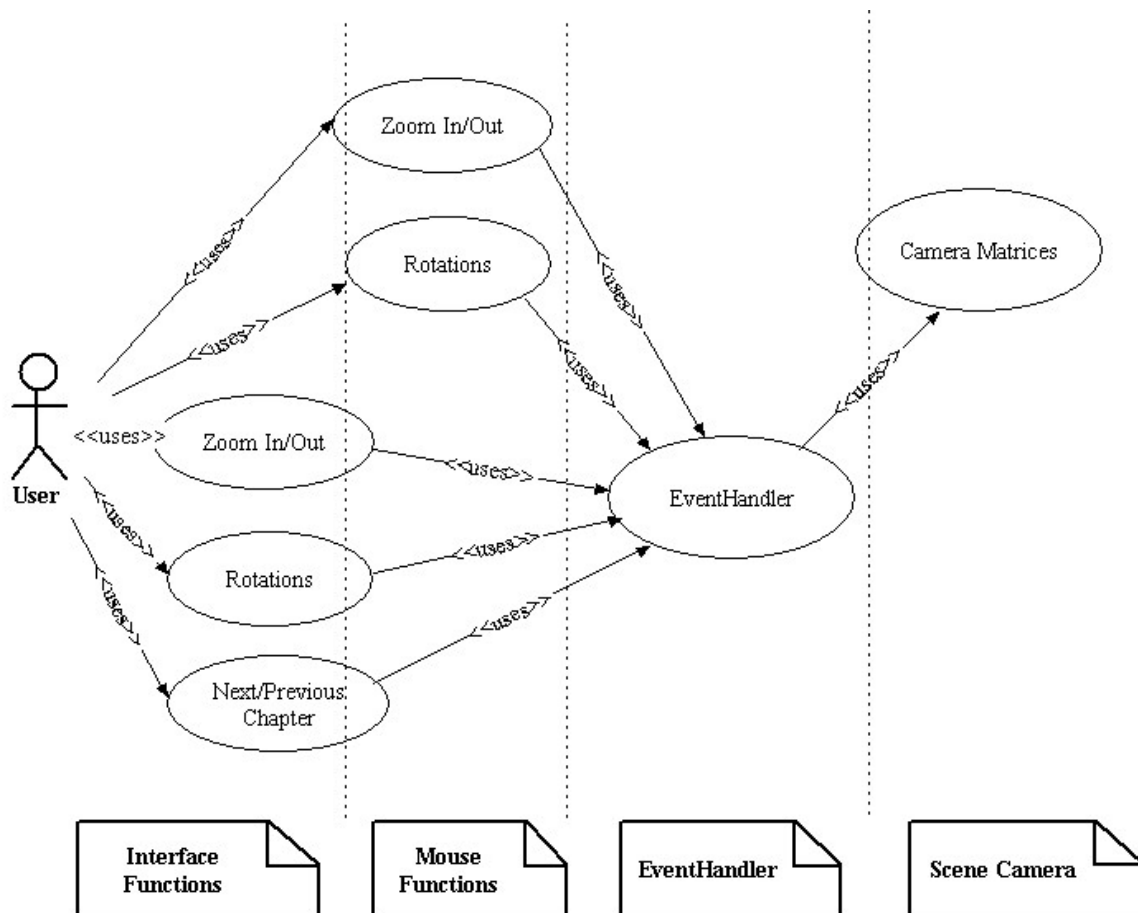 Zoom In/Out
<<uses>>
<<uses>>
Rotations
Camera Matrices
<<uses>>
<<uses>>
<<uses>>
<<uses>>
Zoom In/Out
<<uses>>
User
EventHandler
<<uses>>
<<uses>>
Rotations
<<uses>>
<<uses>>
Next/Previous
Chapter
Interface
Functions
Mouse
Functions
EventHandler
Scene Camera